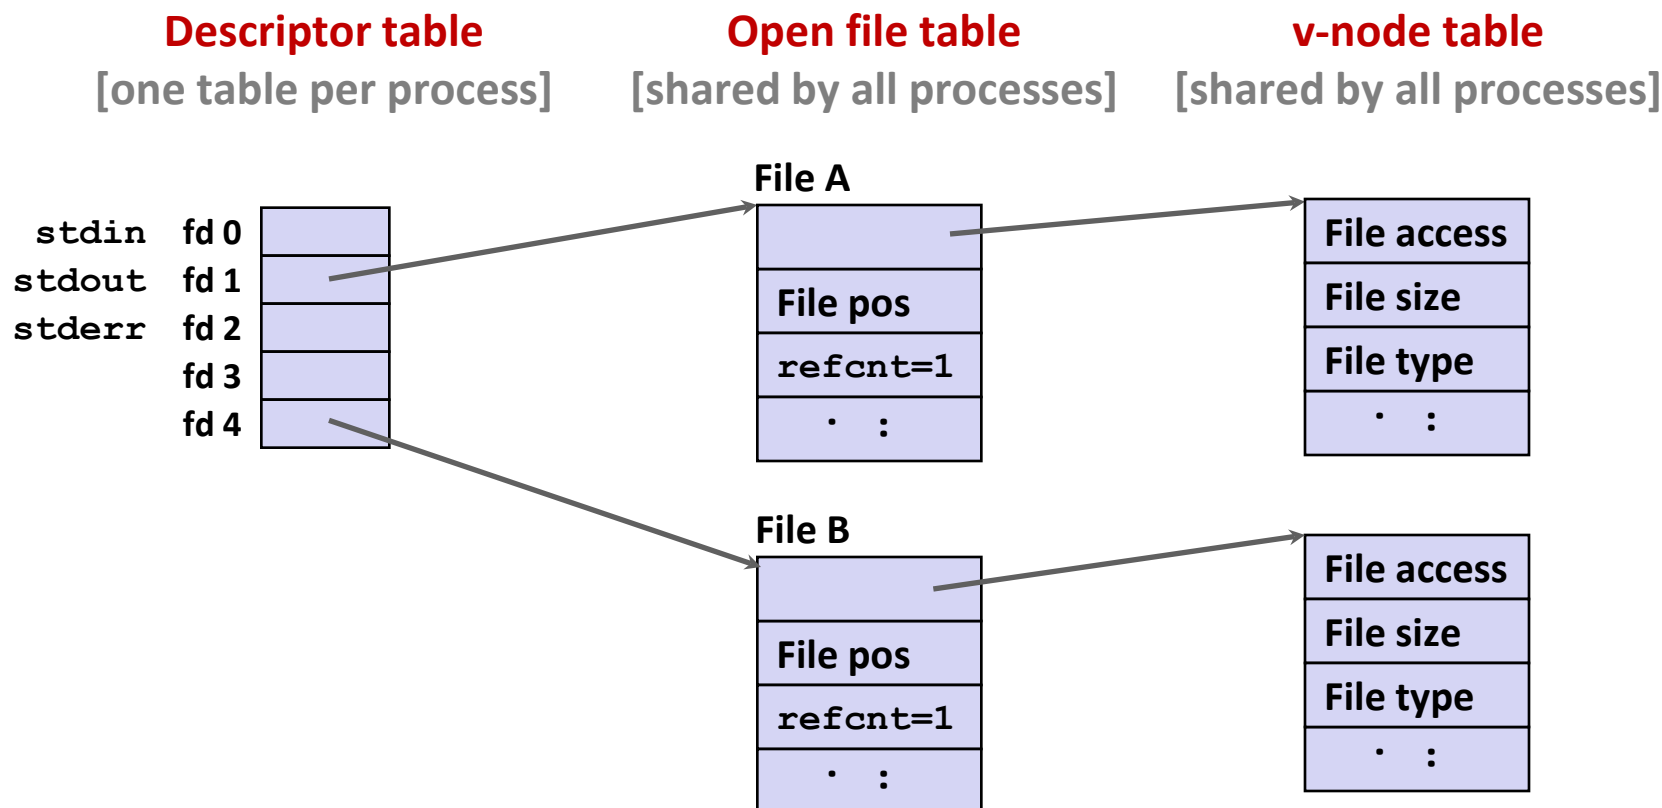 Descriptor table
[one table per process]
Open file table
[shared by all processes]
v-node table
[shared by all processes]
stdin fd 0
stdout fd 1
stderr fd 2
fd 3
fd 4
File A
File pos
refcnt=1
File access
File size
File type
File B
File pos
refcnt=1
File access
File size
File type